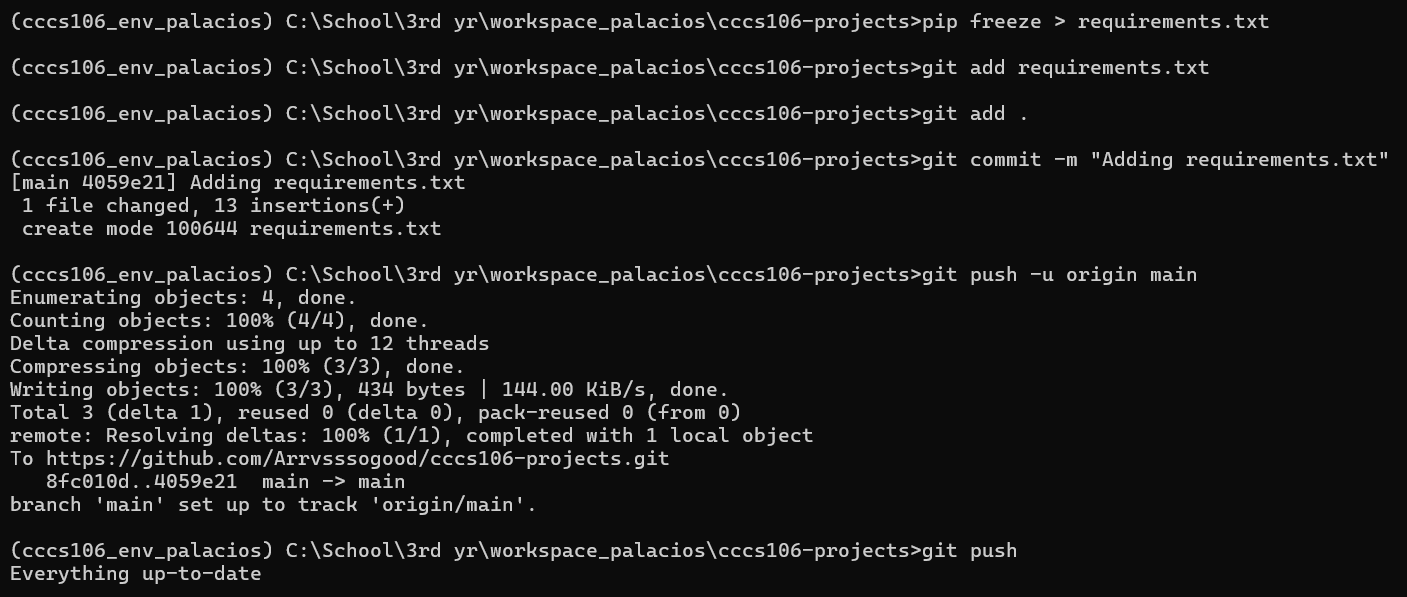 (cccs106_env_palacios) C:\School\3rd yr\workspace_palacios\cccs106-projects>pip freeze > requirements.txt
(cccs106_env_palacios) C:\School\3rd yr\workspace_palacios\cccs106-projects>git add requirements.txt
(cccs106_env_palacios) C:\School\3rd yr\workspace_palacios\cccs106-projects>git add .
(cccs106_env_palacios) C:\School\3rd yr\workspace_palacios\cccs106-projects>git commit -m "Adding requirements.txt"
[main 4059e21] Adding requirements.txt
 1 file changed, 13 insertions(+)
 create mode 100644 requirements.txt
(cccs106_env_palacios) C:\School\3rd yr\workspace_palacios\cccs106-projects>git push -u origin main
Enumerating objects: 4, done.
Counting objects: 100% (4/4), done.
Delta compression using up to 12 threads
Compressing objects: 100% (3/3), done.
Writing objects: 100% (3/3), 434 bytes | 144.00 KiB/s, done.
Total 3 (delta 1), reused 0 (delta 0), pack-reused 0 (from 0)
remote: Resolving deltas: 100% (1/1), completed with 1 local object
To https://github.com/Arrvsssogood/cccs106-projects.git
   8fc010d..4059e21  main -> main
branch 'main' set up to track 'origin/main'.
(cccs106_env_palacios) C:\School\3rd yr\workspace_palacios\cccs106-projects>git push
Everything up-to-date